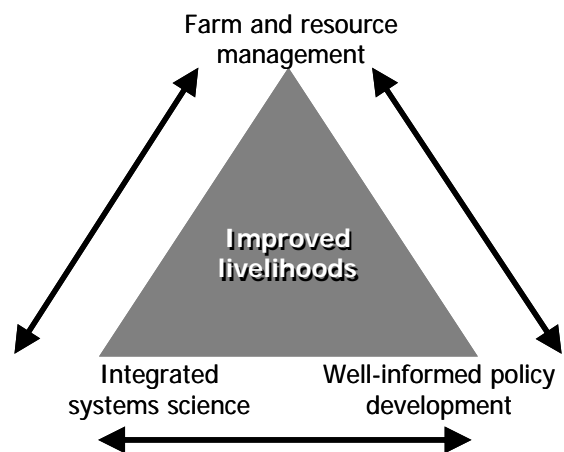 Farm and resource
management
Improved
livelihoods
Integrated
systems science
Well-informed policy
development